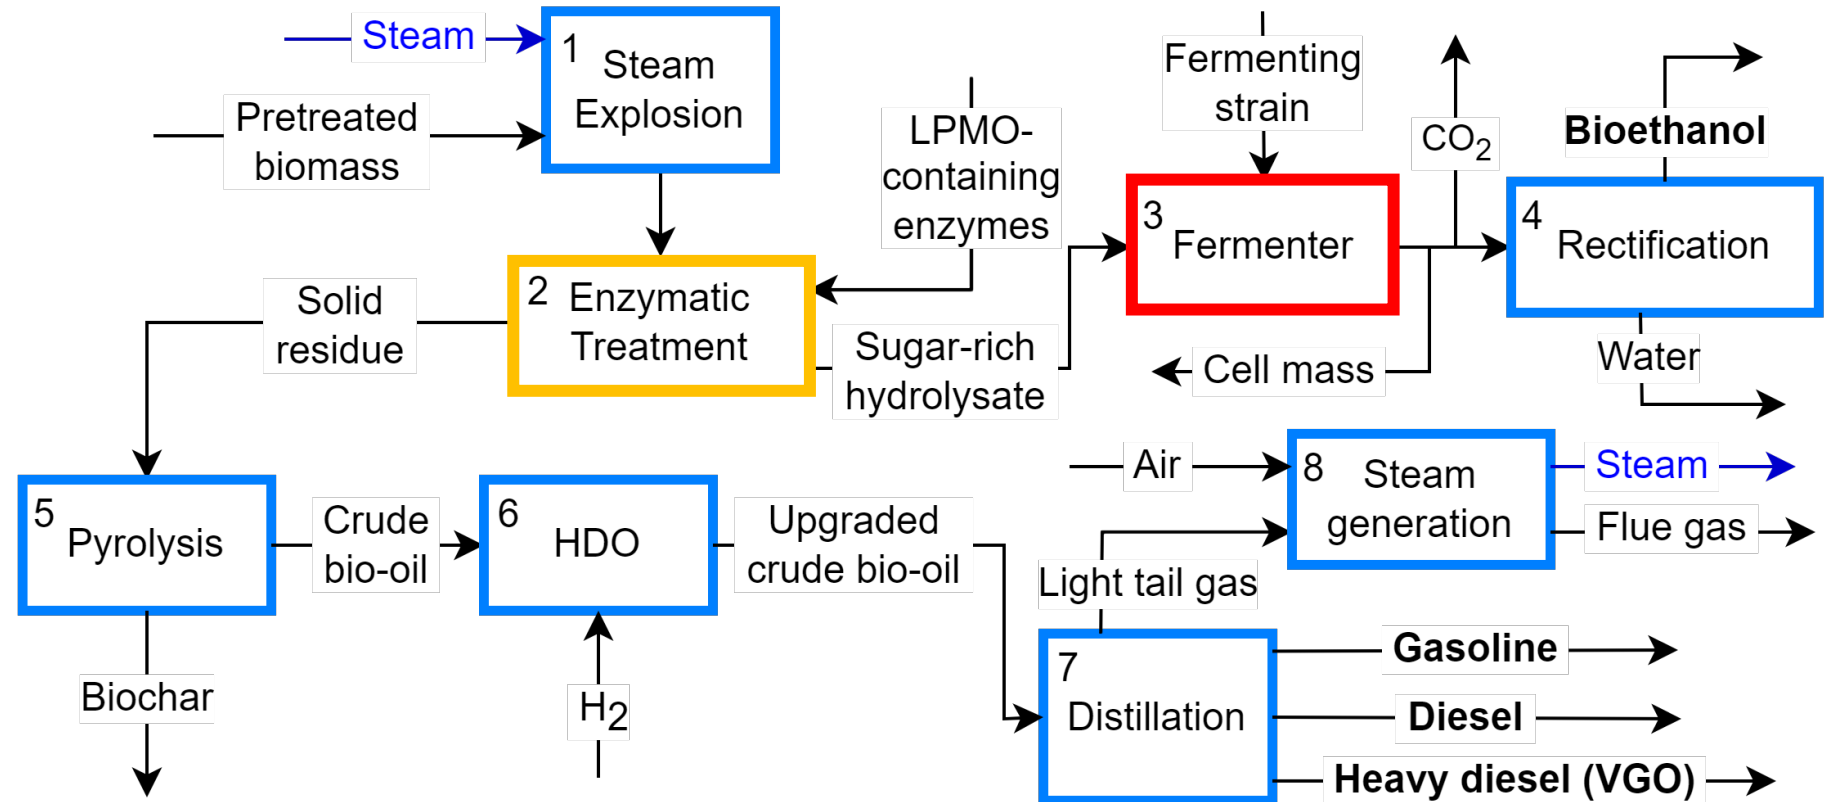 Steam
1
Steam
Explosion
Pretreated
biomass
LPMO-
containing
enzymes
Fermenting
strain
CO2
Bioethanol
3
Fermenter
4
Rectification
Water
2
Enzymatic
Treatment
Solid
residue
Sugar-rich
hydrolysate
Cell mass
Air
8
Steam
generation
Steam
Flue gas
5
Pyrolysis
Crude
bio-oil
6
HDO
Upgraded
crude bio-oil
Light tail gas
Biochar
H2
7
Distillation
Gasoline
Diesel
Heavy diesel (VGO)